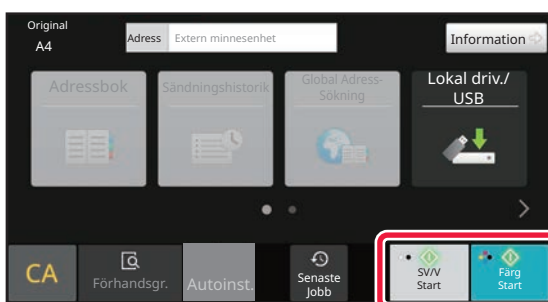 Original
A4
Adress Extern minnesenhet
Information
Adressbok
Sändningshistorik
Global Adress-
Sökning
Lokal driv./
USB
CA
Förhandsgr.
Autoinst.
Senaste
Jobb
SV/V
Start
Färg
Start